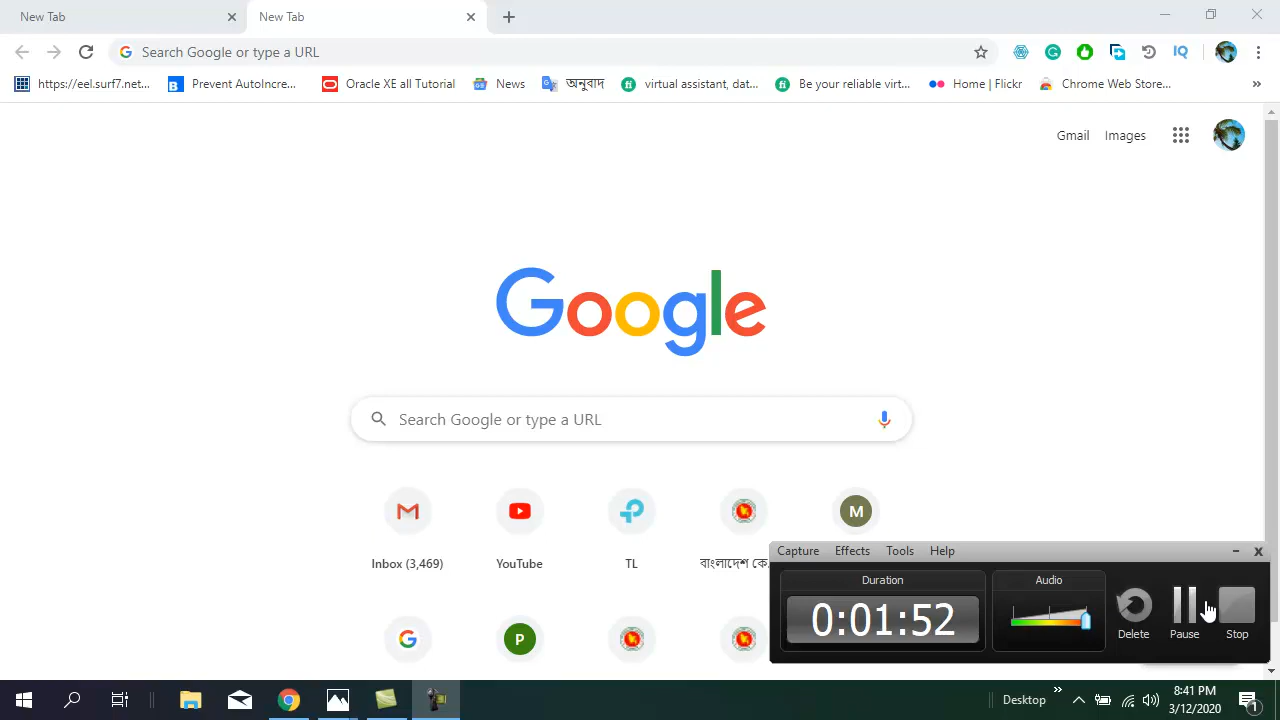 New Tab
New Tab
Search Google or type a URL
IQ
https://eel.surf7.net...
Prevent AutoIncre...
Oracle XE all Tutorial
News
অনুবাদ
virtual assistant, dat...
Be your reliable virt...
Home | Flickr
Chrome Web Store...
Gmail
Images
Google
Search Google or type a URL
M
Inbox (3,469)
YouTube
TL
বাংলাদেশ কে.
P
Capture
Effects
Tools
Help
Duration
0:01:52
Audio
Delete
Pause
Stop
Desktop
8:41 PM
3/12/2020
1